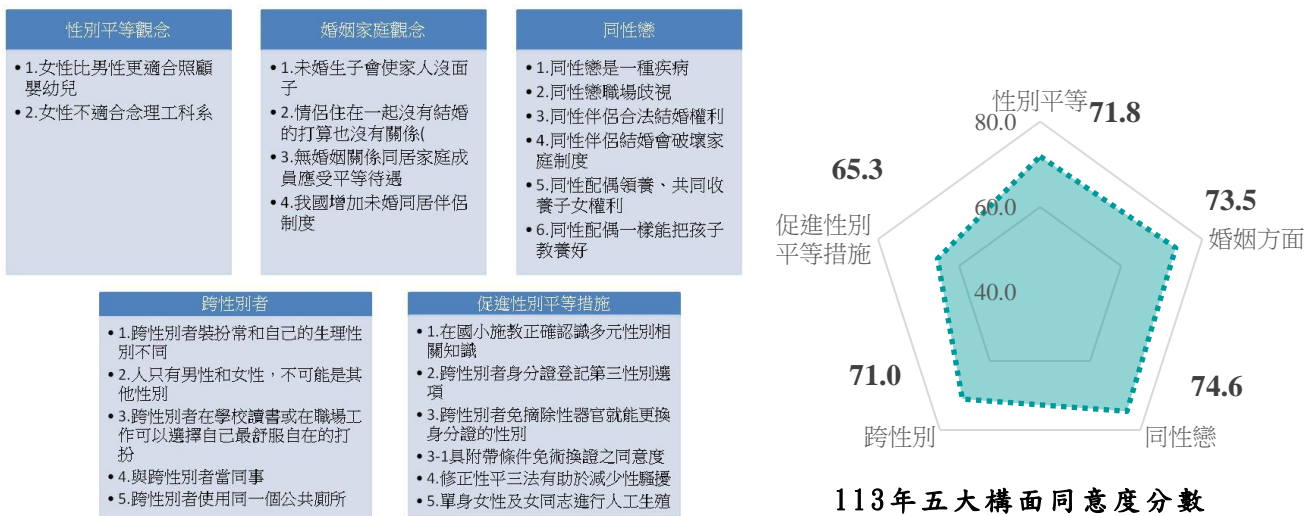 性別平等觀念
• 1.女性比男性更適合照顧
嬰幼兒
• 2.女性不適合念理工科系
婚姻家庭觀念
• 1.未婚生子會使家人沒面
子
• 2.情侶住在一起沒有結婚
的打算也沒有關係(
• 3.無婚姻關係同居家庭成
員應受平等待遇
• 4.我國增加未婚同居伴侶
制度
同性戀
• 1.同性戀是一種疾病
• 2.同性戀職場歧視
• 3.同性伴侶合法結婚權利
• 4.同性伴侶結婚會破壞家
庭制度
• 5.同性配偶領養、共同收
養子女權利
• 6.同性配偶一樣能把孩子
教養好
跨性別者
• 1.跨性別者裝扮常和自己的生理性
別不同
• 2.人只有男性和女性，不可能是其
他性別
• 3.跨性別者在學校讀書或在職場工
作可以選擇自己最舒服自在的打
扮
• 4.與跨性別者當同事
• 5.跨性別者使用同一個公共廁所
促進性別平等措施
• 1.在國小施教正確認識多元性別相
關知識
• 2.跨性別者身分證登記第三性別選
項
• 3.跨性別者免摘除性器官就能更換
身分證的性別
• 3-1具附帶條件免術換證之同意度
• 4.修正性平三法有助於減少性騷擾
• 5.單身女性及女同志進行人工生殖
性別平等
71.8
80.0
60.0
40.0
73.5
婚姻方面
74.6
同性戀
71.0
跨性別
65.3
促進性別
平等措施
113年五大構面同意度分數